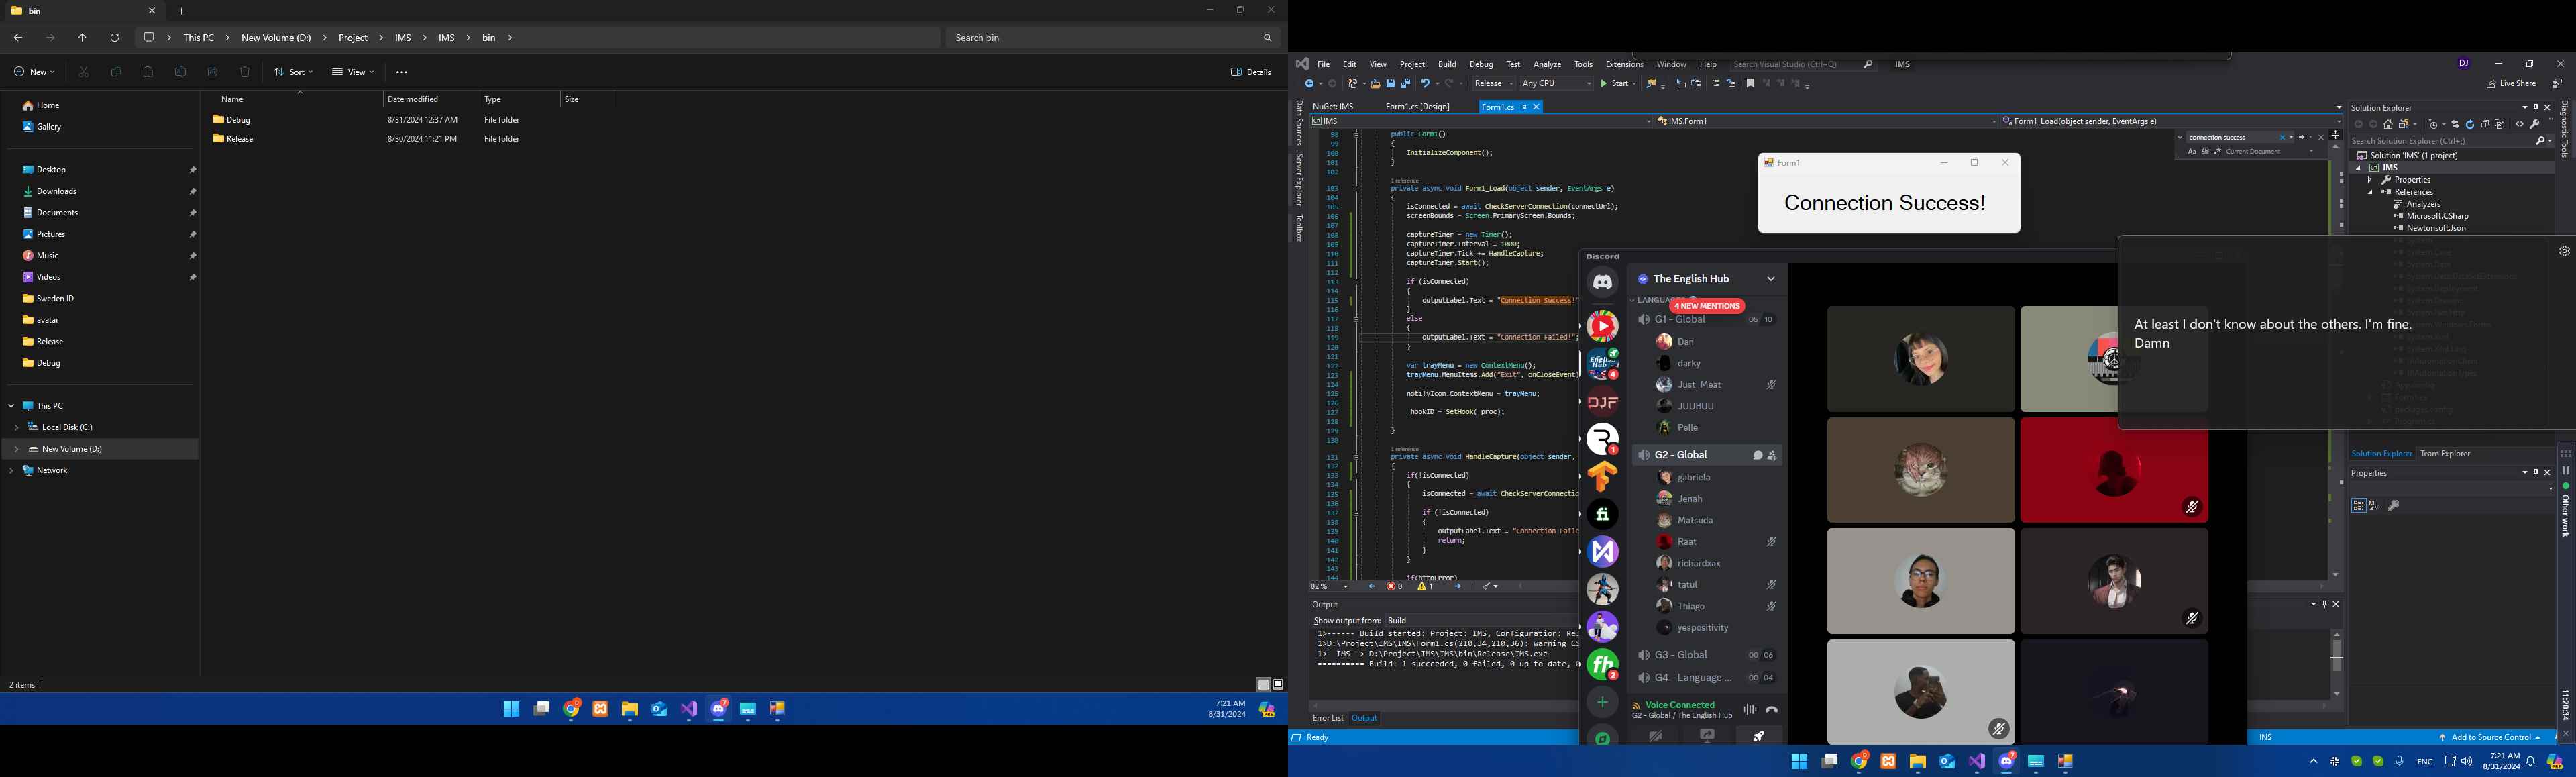 bin
This PC > New Volume (D:) > Project > IMS > IMS > bin >
Search bin
New
Sort
View
Details
Name
Date modified
Type
Size
Debug
8/31/2024 12:37 AM
File folder
Release
8/30/2024 11:21 PM
File folder
Home
Gallery
Desktop
Downloads
Documents
Pictures
Music
Videos
Sweden ID
avatar
Release
Debug
This PC
Local Disk (C:)
New Volume (D:)
Network
2 items
7:21 AM
8/31/2024
File Edit View Project Build Debug Test Analyze Tools Extensions Window Help
Search Visual Studio (Ctrl+Q)
IMS
DJ
Release
Any CPU
Start
Live Share
NuGet: IMS
Form1.cs [Design]
Form1.cs
IMS
IMS.Form1
Form1_Load(object sender, EventArgs e)
Data Sources
Server Explorer
Toolbox
98 public Form1()
99 {
100 InitializeComponent();
101 }
102
1 reference
103 private async void Form1_Load(object sender, EventArgs e)
104 {
105 isConnected = await CheckServerConnection(connectUrl);
106 screenBounds = Screen.PrimaryScreen.Bounds;
107
108 captureTimer = new Timer();
109 captureTimer.Interval = 1000;
110 captureTimer.Tick += HandleCapture;
111 captureTimer.Start();
112
113 if (isConnected)
114 {
115 outputLabel.Text = "Connection Success!"
116 }
117 else
118 {
119 outputLabel.Text = "Connection Failed!";
120 }
121
122 var trayMenu = new ContextMenu();
123 trayMenu.MenuItems.Add("Exit", onCloseEvent)
124
125 notifyIcon.ContextMenu = trayMenu;
126
127 _hookID = SetHook(_proc);
128
129 }
130
1 reference
131 private async void HandleCapture(object sender,
132 {
133 if(!isConnected)
134 {
135 isConnected = await CheckServerConnectio
136
137 if (!isConnected)
138 {
139 outputLabel.Text = "Connection Faile
140 return;
141 }
142 }
143
144 if(httpError)
82 %
0
1
connection success
Current Document
Form1
Connection Success!
Output
Show output from: Build
1>------ Build started: Project: IMS, Configuration: Rel
1>D:\Project\IMS\IMS\Form1.cs(210,34,210,36): warning CS
1> IMS -> D:\Project\IMS\IMS\bin\Release\IMS.exe
========== Build: 1 succeeded, 0 failed, 0 up-to-date,
Error List
Output
Ready
Discord
The English Hub
4 NEW MENTIONS
G1 - Global
05 10
Dan
darky
Just_Meat
JUUBUU
Pelle
G2 - Global
gabriela
Jenah
Matsuda
Raat
richardxax
tatul
Thiago
yespositivity
G3 - Global
00 06
G4 - Language ...
00 04
Voice Connected
G2 - Global / The English Hub
At least I don't know about the others. I'm fine.
Damn
Solution Explorer
Search Solution Explorer (Ctrl+;)
Solution 'IMS' (1 project)
IMS
Properties
References
Analyzers
Microsoft.CSharp
Newtonsoft.Json
Solution Explorer
Team Explorer
Properties
Diagnostic Tools
Other work
11:20:34
IMS
Add to Source Control
ENG
7:21 AM
8/31/2024